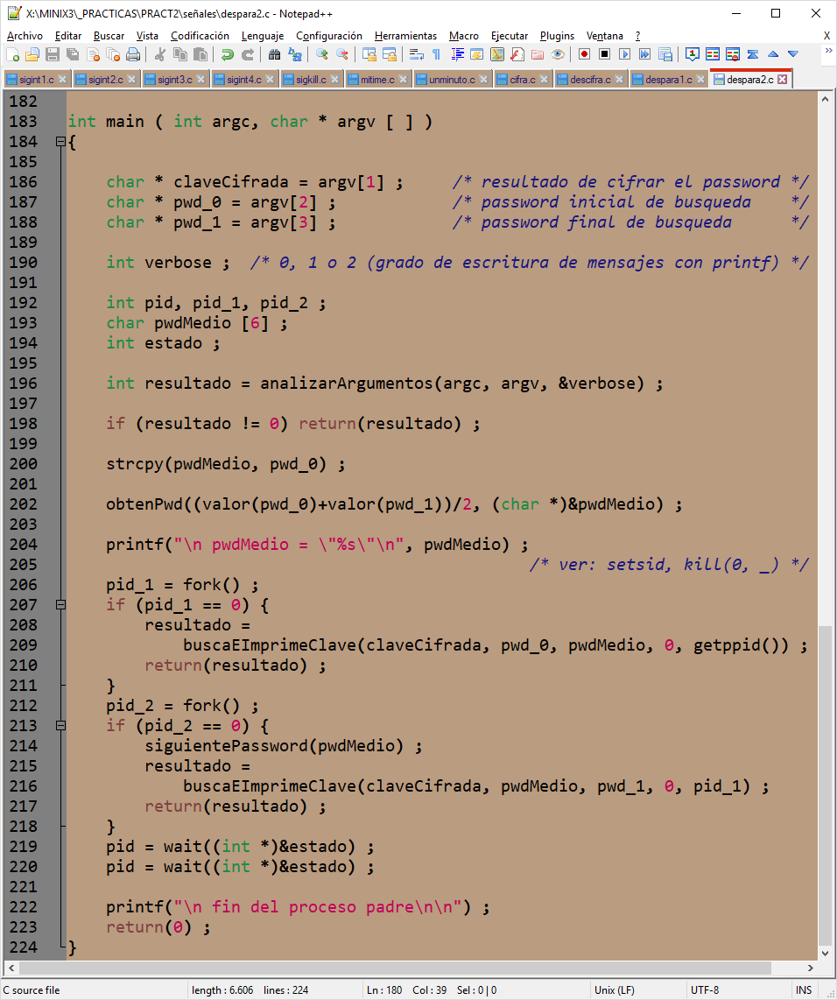 X:\MINIX3\_PRACTICAS\PRACT2\señales\despara2.c - Notepad++
Archivo Editar Buscar Vista Codificación Lenguaje Configuración Herramientas Macro Ejecutar Plugins Ventana ? X
sigint1.c sigint2.c sigint3.c sigint4.c sigkill.c mitime.c unminuto.c cifra.c descifra.c despara1.c despara2.c
182
183 int main ( int argc, char * argv [ ] )
184 {
185
186 char * claveCifrada = argv[1] ; /* resultado de cifrar el password */
187 char * pwd_0 = argv[2] ; /* password inicial de busqueda */
188 char * pwd_1 = argv[3] ; /* password final de busqueda */
189
190 int verbose ; /* 0, 1 o 2 (grado de escritura de mensajes con printf) */
191
192 int pid, pid_1, pid_2 ;
193 char pwdMedio [6] ;
194 int estado ;
195
196 int resultado = analizarArgumentos(argc, argv, &verbose) ;
197
198 if (resultado != 0) return(resultado) ;
199
200 strcpy(pwdMedio, pwd_0) ;
201
202 obtenPwd((valor(pwd_0)+valor(pwd_1))/2, (char *)&pwdMedio) ;
203
204 printf("\n pwdMedio = \"%s\"\n", pwdMedio) ;
205 /* ver: setsid, kill(0, _) */
206 pid_1 = fork() ;
207 if (pid_1 == 0) {
208 resultado =
209 buscaEImprimeClave(claveCifrada, pwd_0, pwdMedio, 0, getppid()) ;
210 return(resultado) ;
211 }
212 pid_2 = fork() ;
213 if (pid_2 == 0) {
214 siguientePassword(pwdMedio) ;
215 resultado =
216 buscaEImprimeClave(claveCifrada, pwdMedio, pwd_1, 0, pid_1) ;
217 return(resultado) ;
218 }
219 pid = wait((int *)&estado) ;
220 pid = wait((int *)&estado) ;
221
222 printf("\n fin del proceso padre\n\n") ;
223 return(0) ;
224 }
C source file length : 6.606 lines : 224 Ln : 180 Col : 39 Sel : 0 | 0 Unix (LF) UTF-8 INS